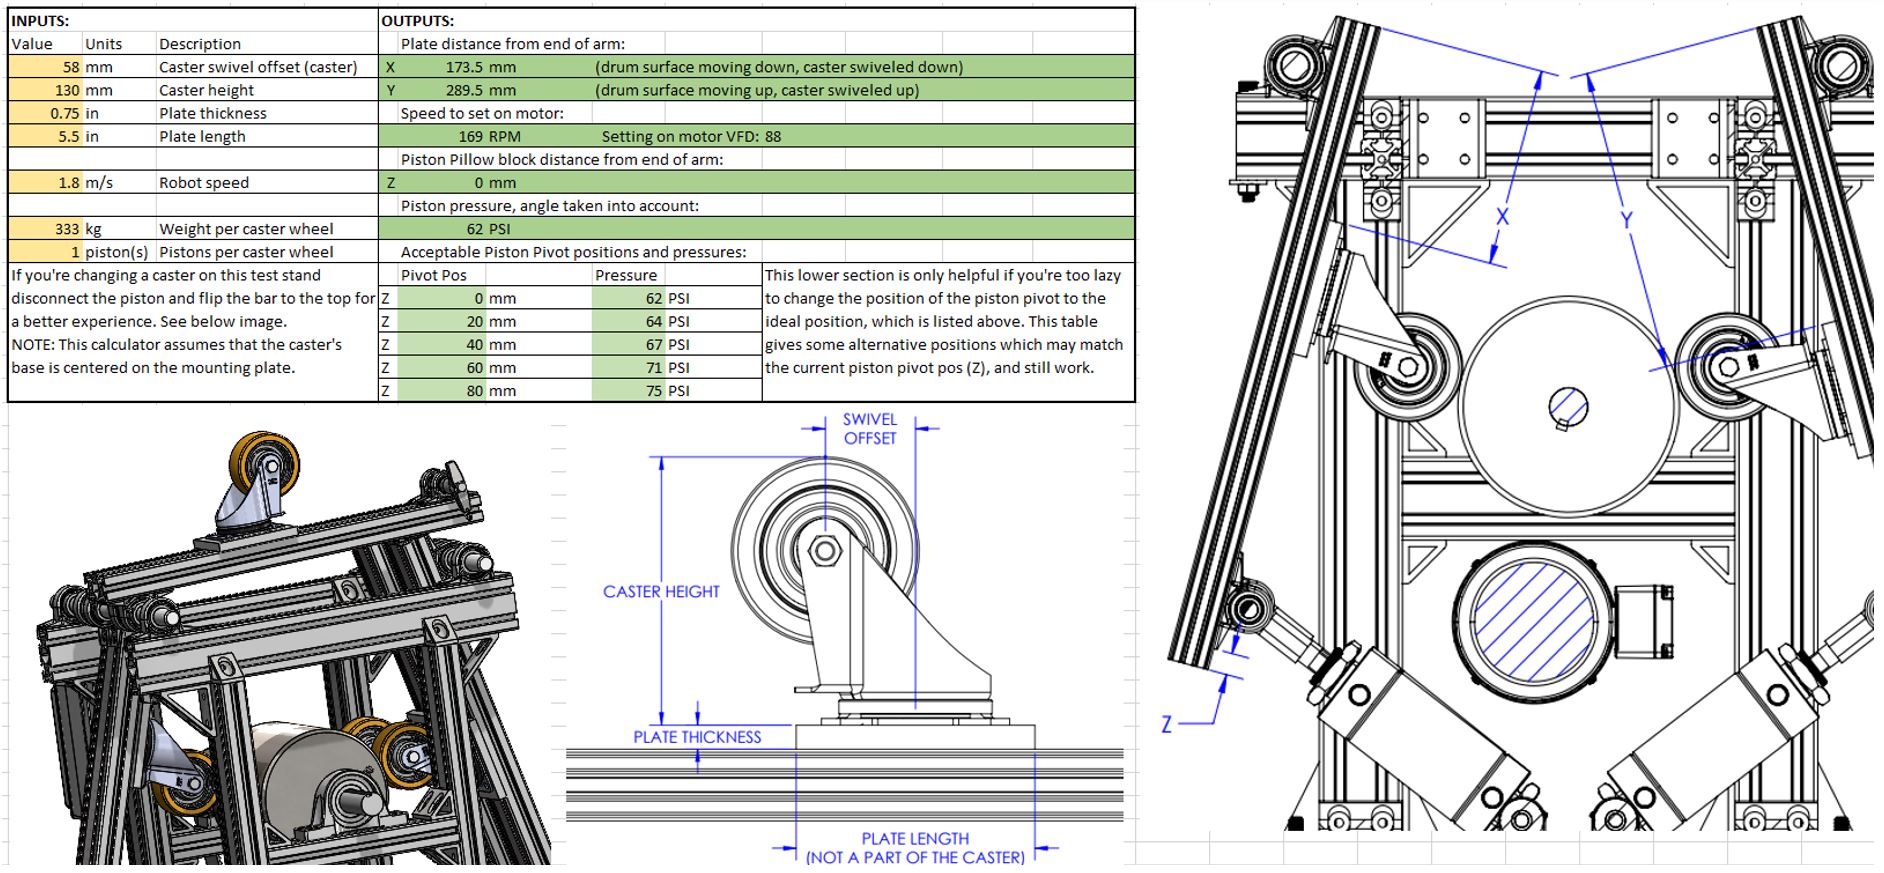 INPUTS:
OUTPUTS:
Value Units Description
Plate distance from end of arm:
58 mm Caster swivel offset (caster)
X 173.5 mm (drum surface moving down, caster swiveled down)
130 mm Caster height
Y 289.5 mm (drum surface moving up, caster swiveled up)
0.75 in Plate thickness
Speed to set on motor:
5.5 in Plate length
169 RPM Setting on motor VFD: 88
Piston Pillow block distance from end of arm:
1.8 m/s Robot speed
Z 0 mm
Piston pressure, angle taken into account:
333 kg Weight per caster wheel
62 PSI
1 piston(s) Pistons per caster wheel
Acceptable Piston Pivot positions and pressures:
If you're changing a caster on this test stand
disconnect the piston and flip the bar to the top for
a better experience. See below image.
NOTE: This calculator assumes that the caster's
base is centered on the mounting plate.
Pivot Pos Pressure
Z 0 mm 62 PSI
Z 20 mm 64 PSI
Z 40 mm 67 PSI
Z 60 mm 71 PSI
Z 80 mm 75 PSI
This lower section is only helpful if you're too lazy
to change the position of the piston pivot to the
ideal position, which is listed above. This table
gives some alternative positions which may match
the current piston pivot pos (Z), and still work.
SWIVEL
OFFSET
CASTER HEIGHT
PLATE THICKNESS
PLATE LENGTH
(NOT A PART OF THE CASTER)
X
Y
Z